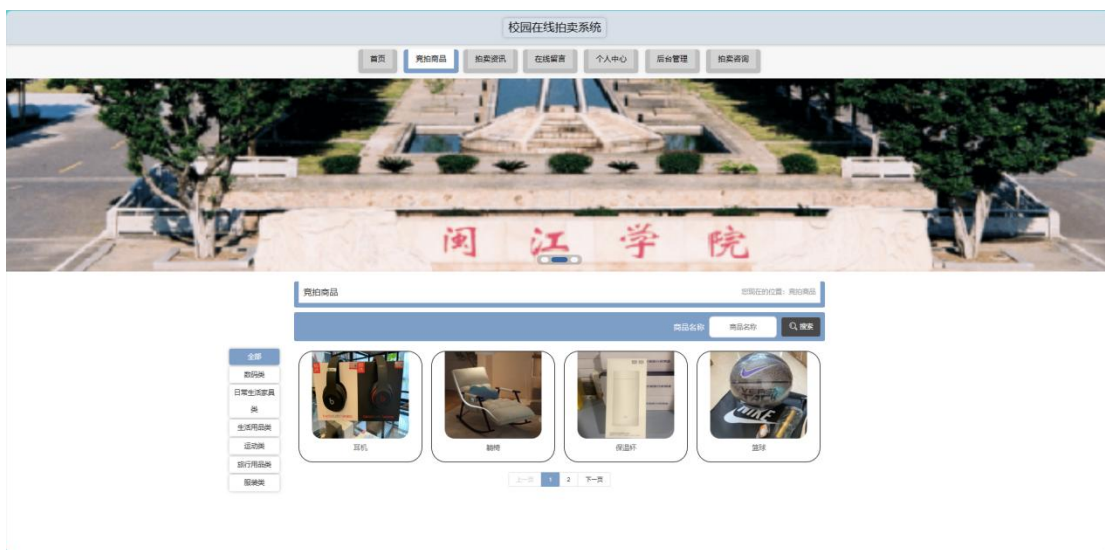 校园在线拍卖系统
首页 竞拍商品 拍卖资讯 在线留言 个人中心 后台管理 拍卖咨询
闽江学院
竞拍商品 您现在的位置：竞拍商品
商品名称 商品名称 搜索
全部
数码类
日常生活家具
类
生活用品类
运动类
旅行用品类
服装类
耳机 躺椅 保温杯 篮球
NIKE
上一页 1 2 下一页